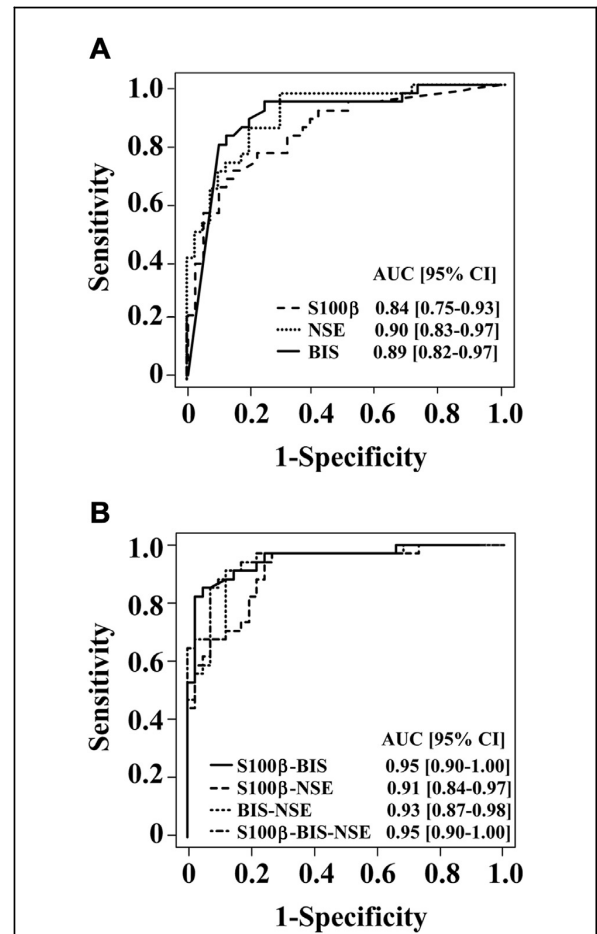 A
1.0
0.8
0.6
0.4
0.2
0
Sensitivity
AUC [95% CI]
S100β 0.84 [0.75-0.93]
NSE 0.90 [0.83-0.97]
BIS 0.89 [0.82-0.97]
0 0.2 0.4 0.6 0.8 1.0
1-Specificity
B
1.0
0.8
0.6
0.4
0.2
0
Sensitivity
AUC [95% CI]
S100β-BIS 0.95 [0.90-1.00]
S100β-NSE 0.91 [0.84-0.97]
BIS-NSE 0.93 [0.87-0.98]
S100β-BIS-NSE 0.95 [0.90-1.00]
0 0.2 0.4 0.6 0.8 1.0
1-Specificity